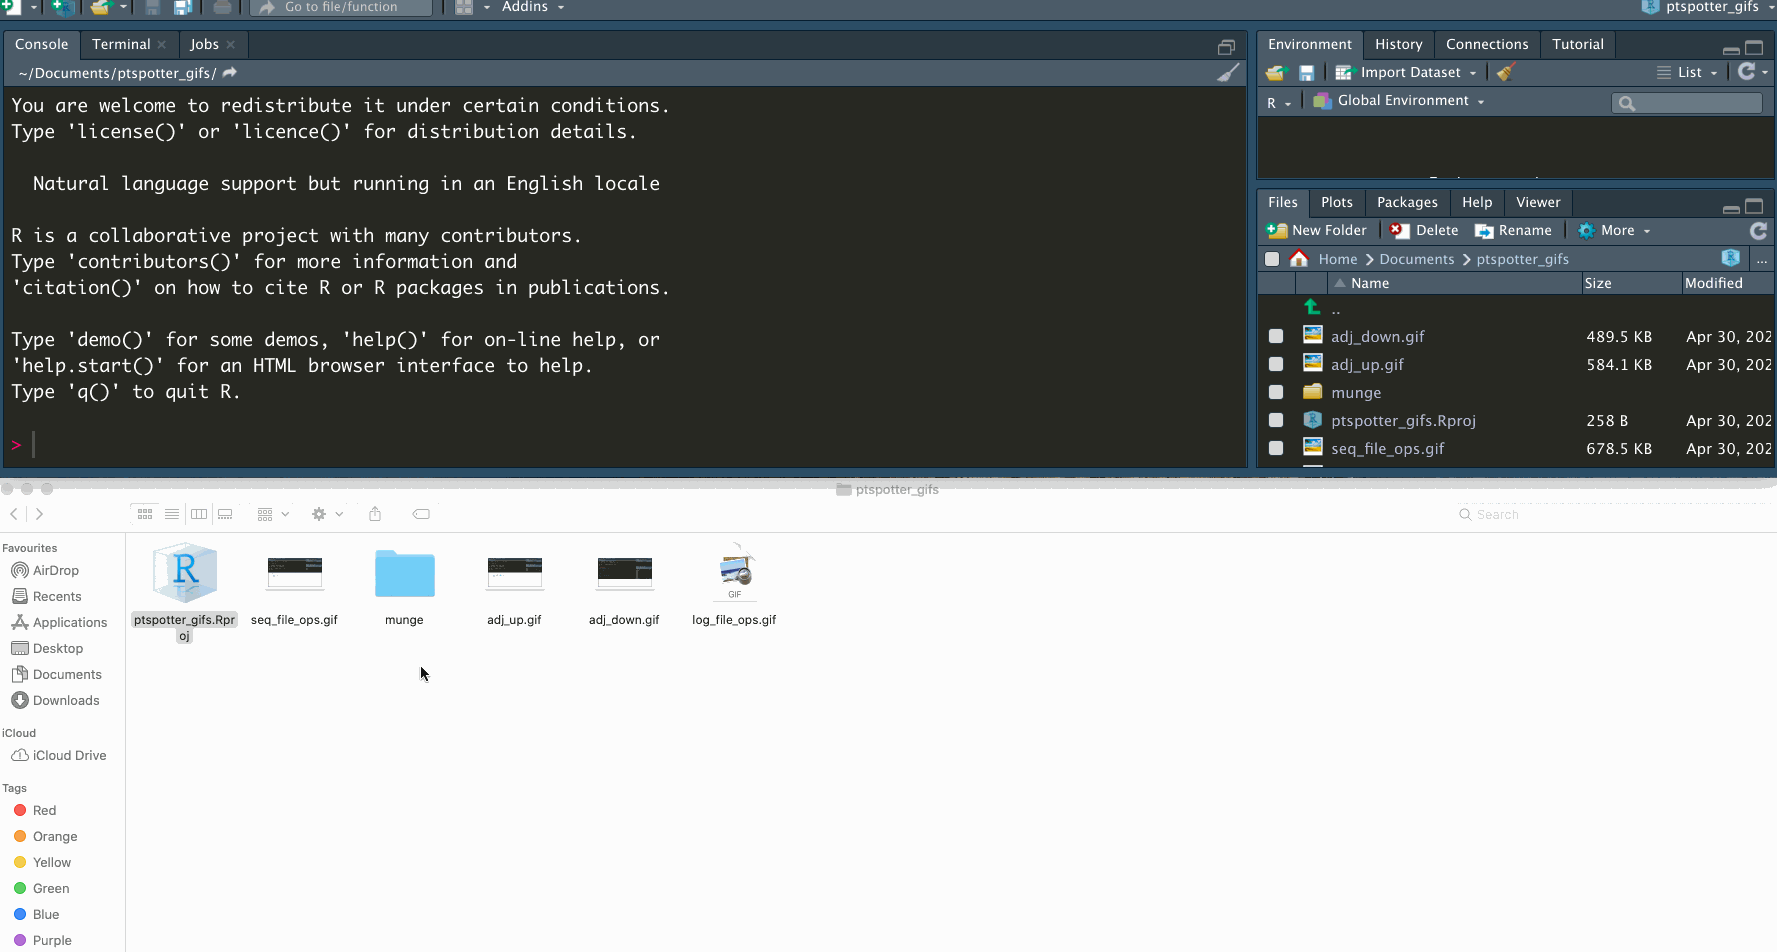 Go to file/function
Addins
ptspotter_gifs
Console
Terminal
Jobs
~/Documents/ptspotter_gifs/
You are welcome to redistribute it under certain conditions.
Type 'license()' or 'licence()' for distribution details.
Natural language support but running in an English locale
R is a collaborative project with many contributors.
Type 'contributors()' for more information and
'citation()' on how to cite R or R packages in publications.
Type 'demo()' for some demos, 'help()' for on-line help, or
'help.start()' for an HTML browser interface to help.
Type 'q()' to quit R.
>
Environment History Connections Tutorial
Import Dataset List
R Global Environment
Files Plots Packages Help Viewer
New Folder Delete Rename More
Home Documents ptspotter_gifs ...
Name Size Modified
..
adj_down.gif 489.5 KB Apr 30, 202
adj_up.gif 584.1 KB Apr 30, 202
munge
ptspotter_gifs.Rproj 258 B Apr 30, 202
seq_file_ops.gif 678.5 KB Apr 30, 202
ptspotter_gifs
Search
Favourites
AirDrop
Recents
Applications
Desktop
Documents
Downloads
iCloud
iCloud Drive
Tags
Red
Orange
Yellow
Green
Blue
Purple
R
GIF
ptspotter_gifs.Rpr
oj
seq_file_ops.gif
munge
adj_up.gif
adj_down.gif
log_file_ops.gif